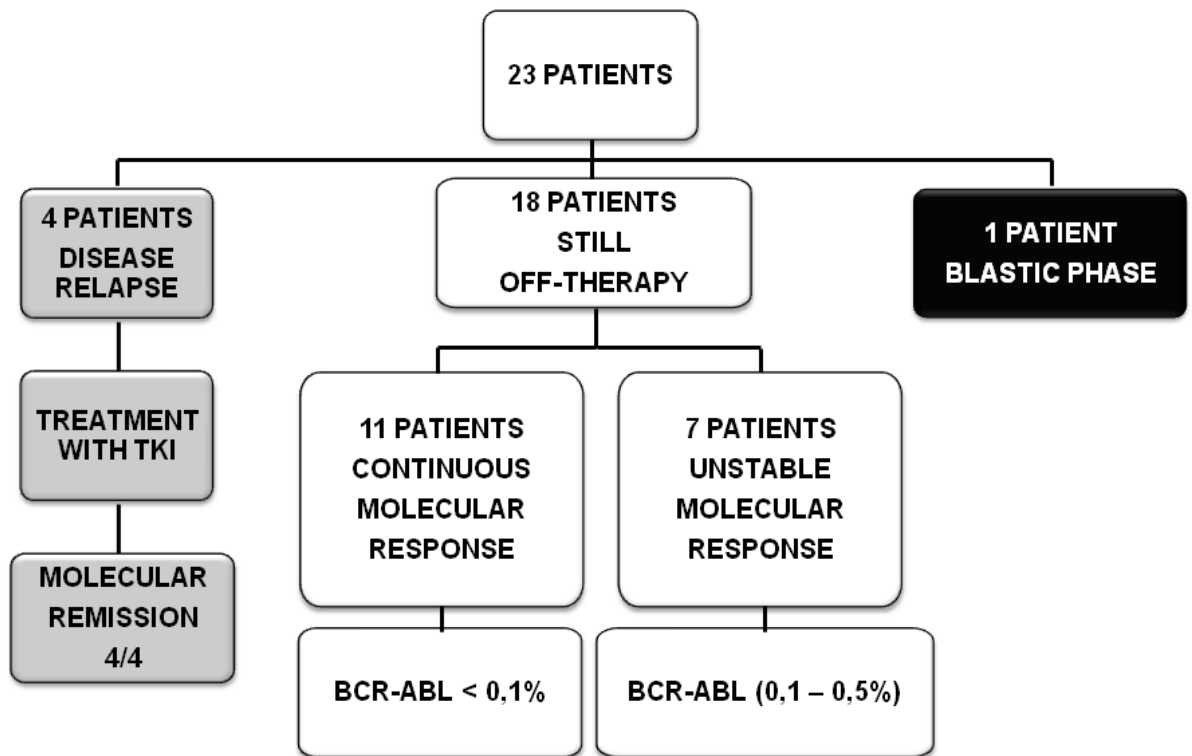 23 PATIENTS
4 PATIENTS
DISEASE
RELAPSE
18 PATIENTS
STILL
OFF-THERAPY
1 PATIENT
BLASTIC PHASE
TREATMENT
WITH TKI
MOLECULAR
REMISSION
4/4
11 PATIENTS
CONTINUOUS
MOLECULAR
RESPONSE
7 PATIENTS
UNSTABLE
MOLECULAR
RESPONSE
BCR-ABL < 0,1%
BCR-ABL (0,1 – 0,5%)